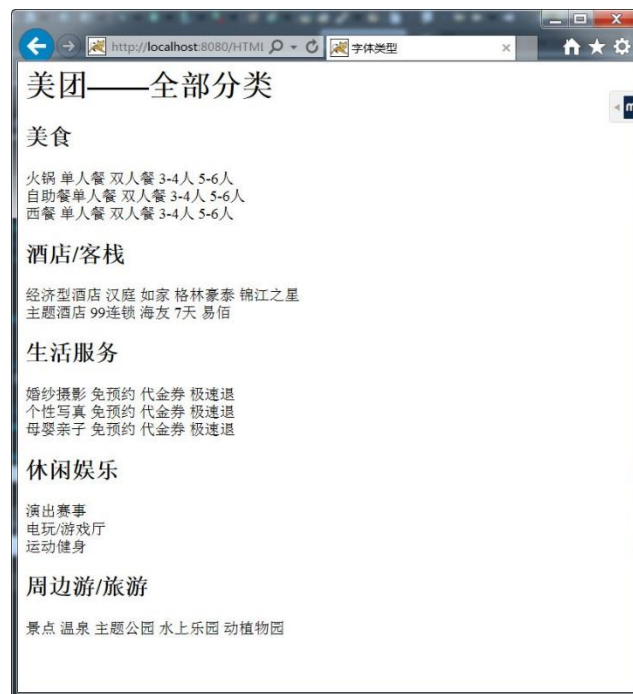 http://localhost:8080/HTML
字体类型
美团——全部分类
美食
火锅 单人餐 双人餐 3-4人 5-6人
自助餐单人餐 双人餐 3-4人 5-6人
西餐 单人餐 双人餐 3-4人 5-6人
酒店/客栈
经济型酒店 汉庭 如家 格林豪泰 锦江之星
主题酒店 99连锁 海友 7天 易佰
生活服务
婚纱摄影 免预约 代金券 极速退
个性写真 免预约 代金券 极速退
母婴亲子 免预约 代金券 极速退
休闲娱乐
演出赛事
电玩/游戏厅
运动健身
周边游/旅游
景点 温泉 主题公园 水上乐园 动植物园